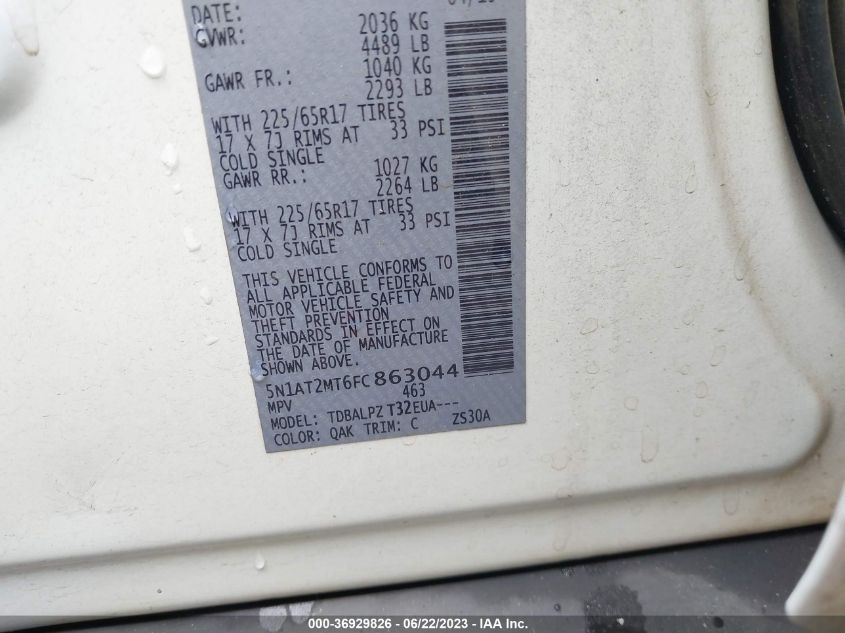 DATE:
GVWR: 2036 KG
4489 LB
GAWR FR.: 1040 KG
2293 LB
WITH 225/65R17 TIRES
17 X 7J RIMS AT 33 PSI
COLD SINGLE
GAWR RR.: 1027 KG
2264 LB
WITH 225/65R17 TIRES
17 X 7J RIMS AT 33 PSI
COLD SINGLE
THIS VEHICLE CONFORMS TO
ALL APPLICABLE FEDERAL
MOTOR VEHICLE SAFETY AND
THEFT PREVENTION
STANDARDS IN EFFECT ON
THE DATE OF MANUFACTURE
SHOWN ABOVE.
5N1AT2MT6FC863044
MPV 463
MODEL: TDBALPZ T32EUA---
COLOR: QAK TRIM: C ZS30A
000-36929826 - 06/22/2023 - IAA Inc.